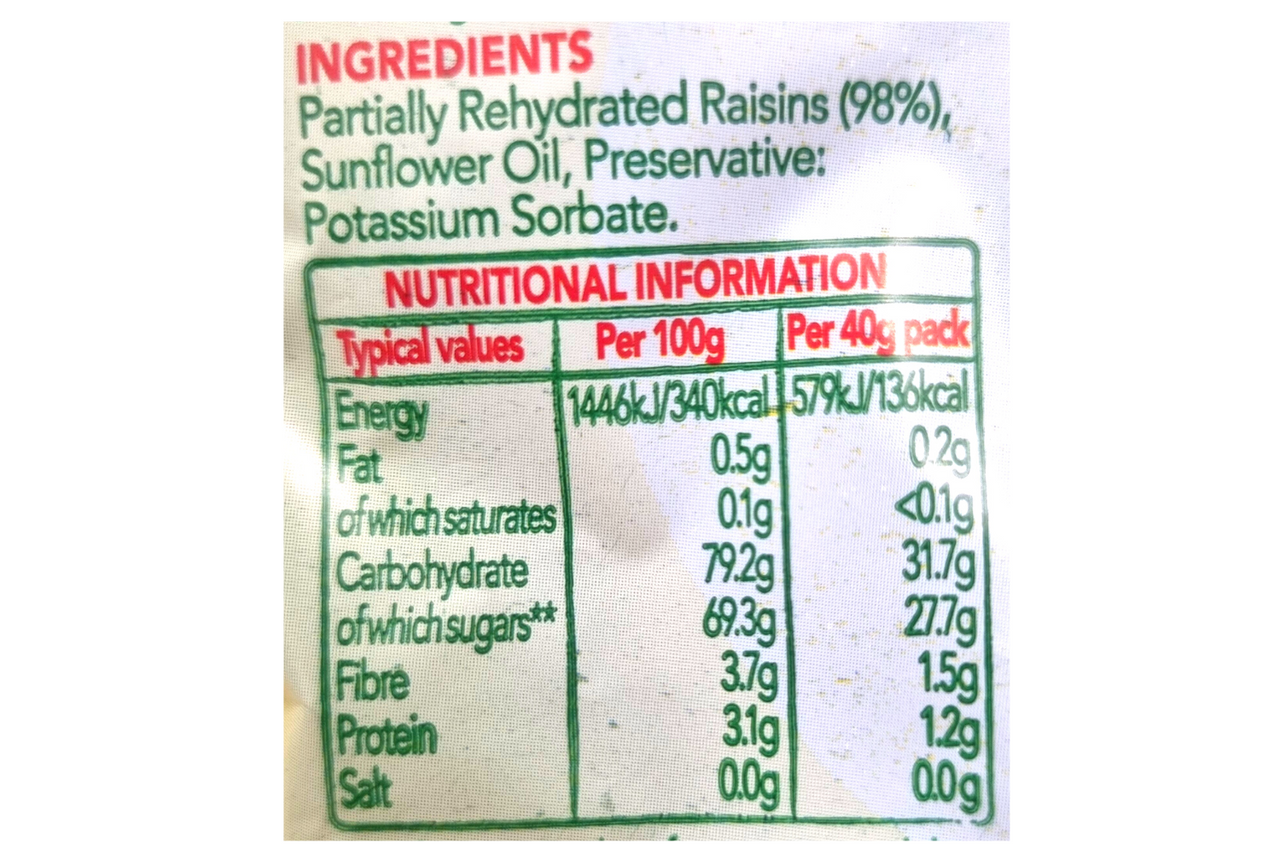 INGREDIENTS
Partially Rehydrated Raisins (98%),
Sunflower Oil, Preservative:
Potassium Sorbate.
NUTRITIONAL INFORMATION
Typical values Per 100g Per 40g pack
Energy 1446kJ/340kcal 579kJ/136kcal
Fat 0.5g 0.2g
of which saturates 0.1g <0.1g
Carbohydrate 79.2g 31.7g
of which sugars** 69.3g 27.7g
Fibre 3.7g 1.5g
Protein 3.1g 1.2g
Salt 0.0g 0.0g